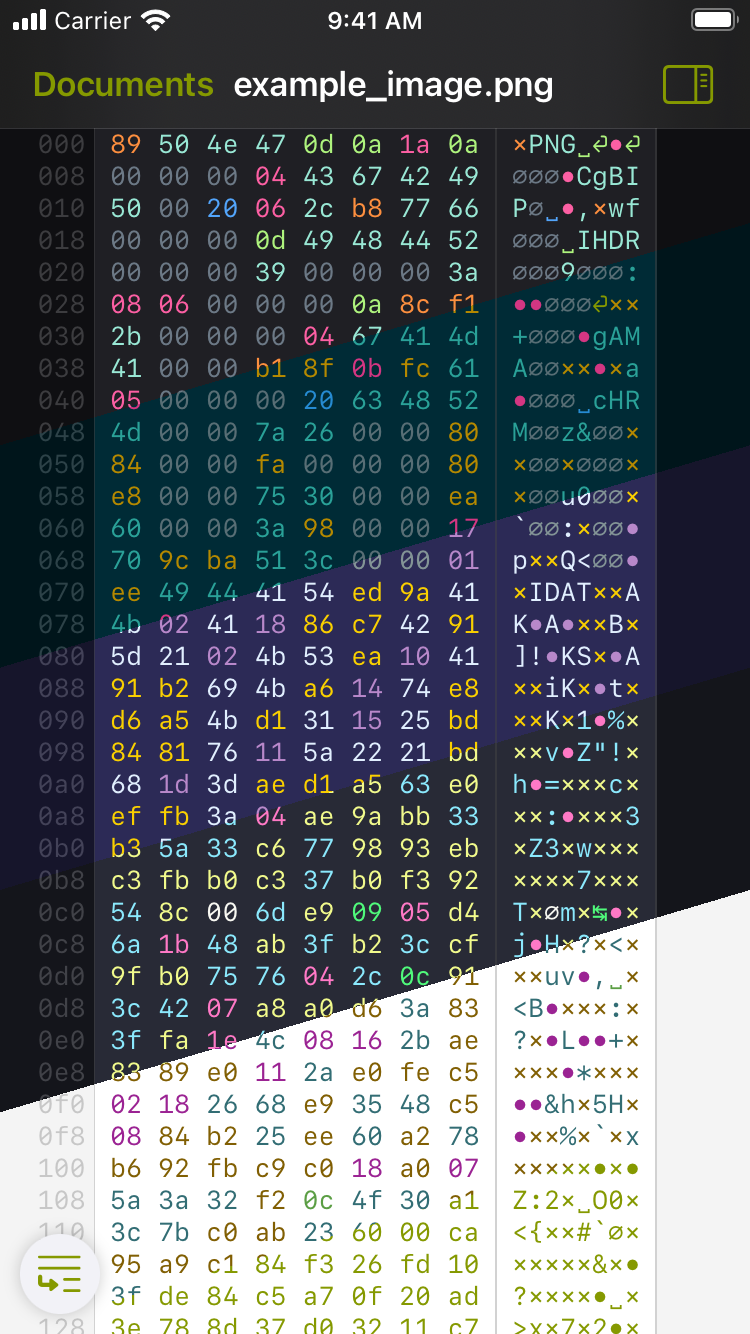 Carrier 9:41 AM
Documents example_image.png
000 89 50 4e 47 0d 0a 1a 0a ×PNG␣⏎•⏎
008 00 00 00 04 43 67 42 49 ∅∅∅•CgBI
010 50 00 20 06 2c b8 77 66 P∅␣•,×wf
018 00 00 00 0d 49 48 44 52 ∅∅∅␣IHDR
020 00 00 00 39 00 00 00 3a ∅∅∅9∅∅∅:
028 08 06 00 00 00 0a 8c f1 ••∅∅∅⏎××
030 2b 00 00 00 04 67 41 4d +∅∅∅•gAM
038 41 00 00 b1 8f 0b fc 61 A∅∅××•×a
040 05 00 00 00 20 63 48 52 •∅∅∅␣cHR
048 4d 00 00 7a 26 00 00 80 M∅∅z&∅∅×
050 84 00 00 fa 00 00 00 80 ×∅∅×∅∅∅×
058 e8 00 00 75 30 00 00 ea ×∅∅u0∅∅×
060 60 00 00 3a 98 00 00 17 `∅∅:×∅∅•
068 70 9c ba 51 3c 00 00 01 p××Q<∅∅•
070 ee 49 44 41 54 ed 9a 41 ×IDAT××A
078 4b 02 41 18 86 c7 42 91 K•A•××B×
080 5d 21 02 4b 53 ea 10 41 ]!•KS×•A
088 91 b2 69 4b a6 14 74 e8 ××iK×•t×
090 d6 a5 4b d1 31 15 25 bd ××K×1•%×
098 84 81 76 11 5a 22 21 bd ××v•Z"!×
0a0 68 1d 3d ae d1 a5 63 e0 h•=×××c×
0a8 ef fb 3a 04 ae 9a bb 33 ××:•×××3
0b0 b3 5a 33 c6 77 98 93 eb ×Z3×w×××
0b8 c3 fb b0 c3 37 b0 f3 92 ××××7×××
0c0 54 8c 00 6d e9 09 05 d4 T×∅m×↹•×
0c8 6a 1b 48 ab 3f b2 3c cf j•H×?×<×
0d0 9f b0 75 76 04 2c 0c 91 ××uv•,␣×
0d8 3c 42 07 a8 a0 d6 3a 83 <B•×××:×
0e0 3f fa 1e 4c 08 16 2b ae ?×•L••+×
0e8 83 89 e0 11 2a e0 fe c5 ×××•*×××
0f0 02 18 26 68 e9 35 48 c5 ••&h×5H×
0f8 08 84 b2 25 ee 60 a2 78 •××%×`×x
100 b6 92 fb c9 c0 18 a0 07 ×××××•×•
108 5a 3a 32 f2 0c 4f 30 a1 Z:2×␣O0×
110 3c 7b c0 ab 23 60 00 ca <{××#`∅×
95 a9 c1 84 f3 26 fd 10 ×××××&×•
3f de 84 c5 a7 0f 20 ad ?××××•␣×
128 3e 78 8d 37 d0 32 11 c7 >x×7×2•×